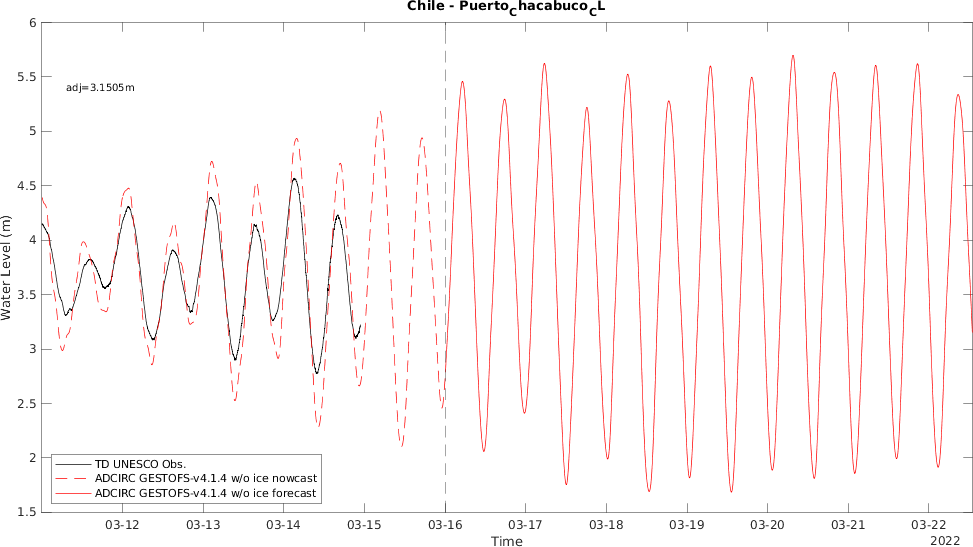 Chile - Puerto_Chacabuco_CL
adj=3.1505m
6
5.5
5
4.5
4
3.5
3
2.5
2
1.5
Water Level (m)
TD UNESCO Obs.
ADCIRC GESTOFS-v4.1.4 w/o ice nowcast
ADCIRC GESTOFS-v4.1.4 w/o ice forecast
03-12 03-13 03-14 03-15 03-16 03-17 03-18 03-19 03-20 03-21 03-22
Time
2022